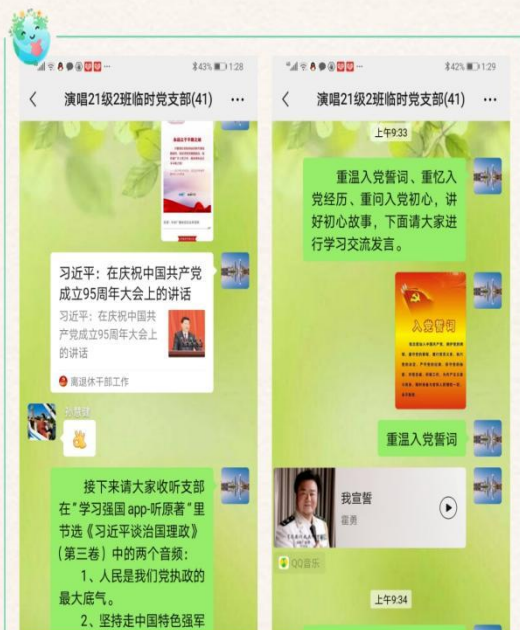 43% 1:28
演唱21级2班临时党支部(41)
习近平：在庆祝中国共产党
成立95周年大会上的讲话
习近平：在庆祝中国共
产党成立95周年大会上
的讲话
离退休干部工作
接下来请大家收听支部
在“学习强国app-听原著”里
节选《习近平谈治国理政》
(第三卷）中的两个音频：
1、人民是我们党执政的
最大底气。
2、坚持走中国特色强军
42% 1:29
演唱21级2班临时党支部(41)
上午9:33
重温入党誓词、重忆入
党经历、重问入党初心，讲
好初心故事，下面请大家进
行学习交流发言。
入党誓词
重温入党誓词
我宣誓
霍勇
QQ音乐
上午9:34